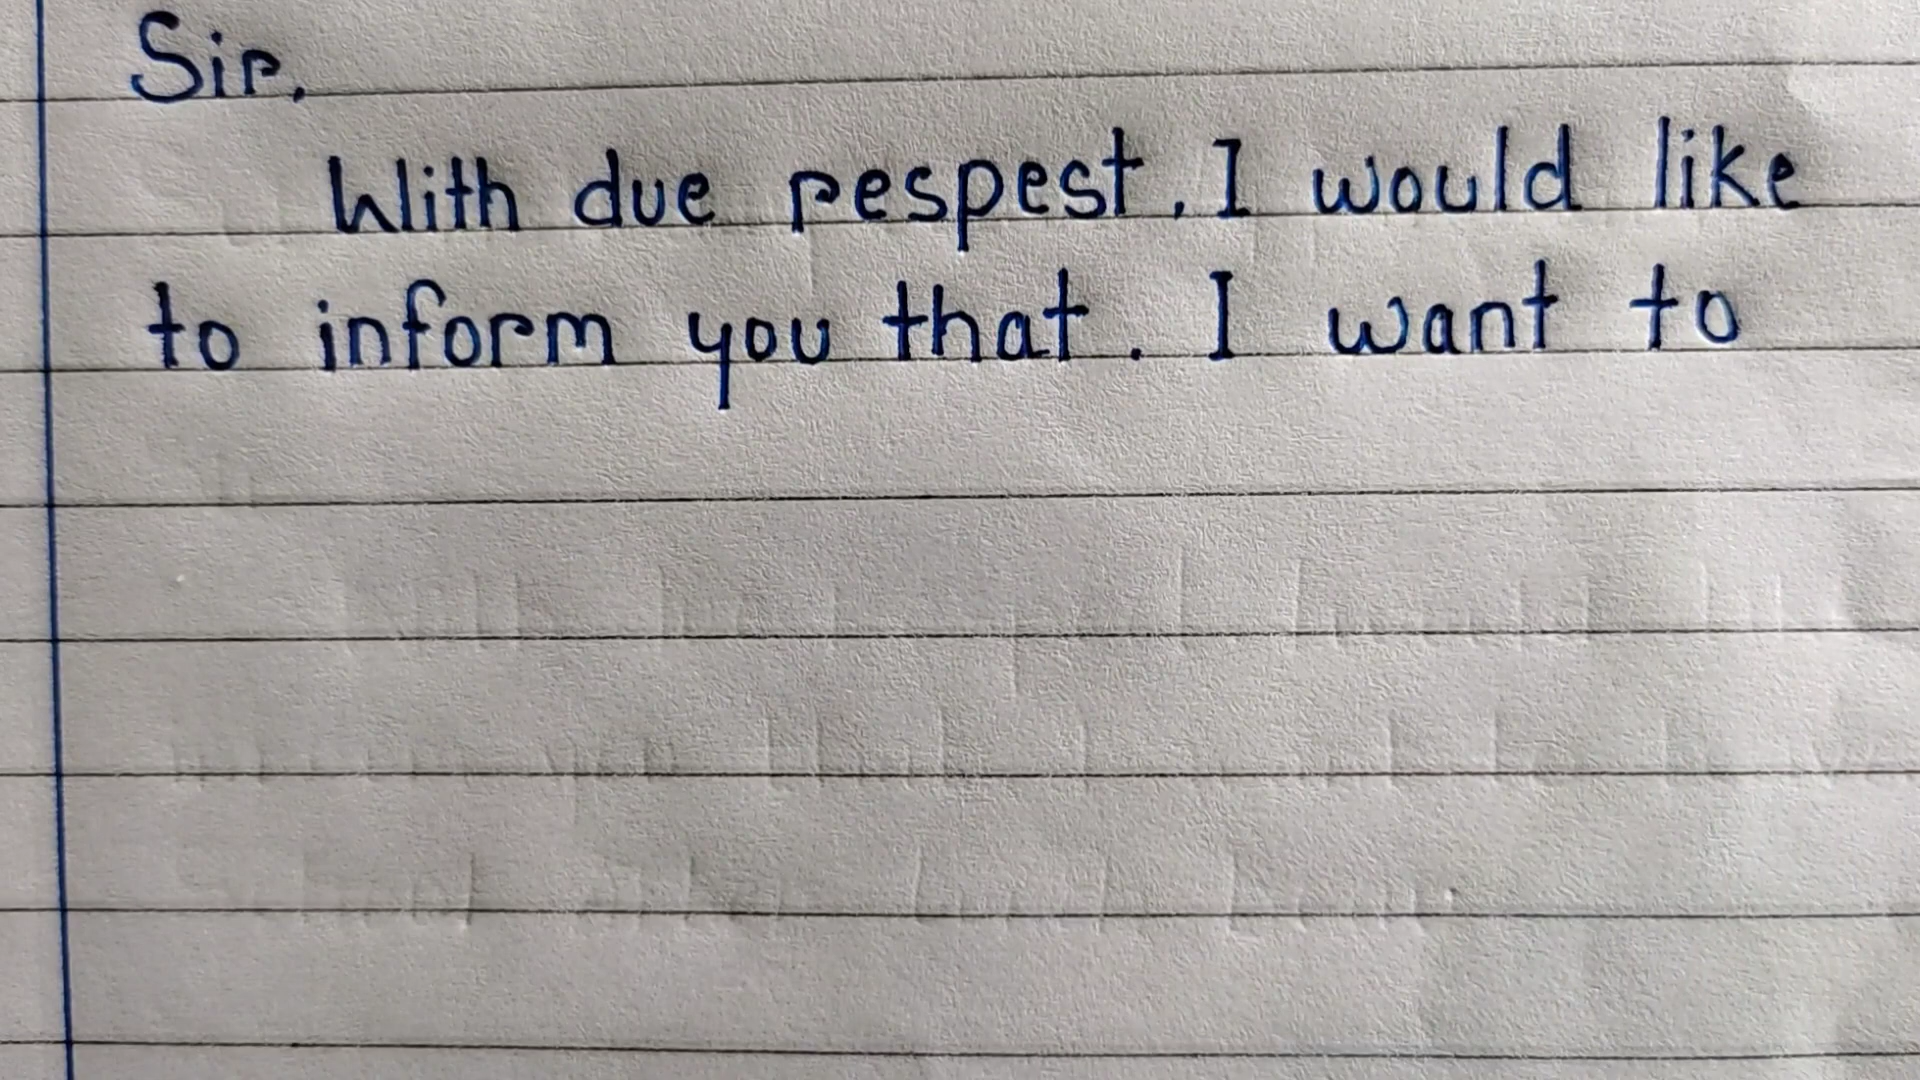 Sir,
With due respest, I would like
to inform you that. I want to